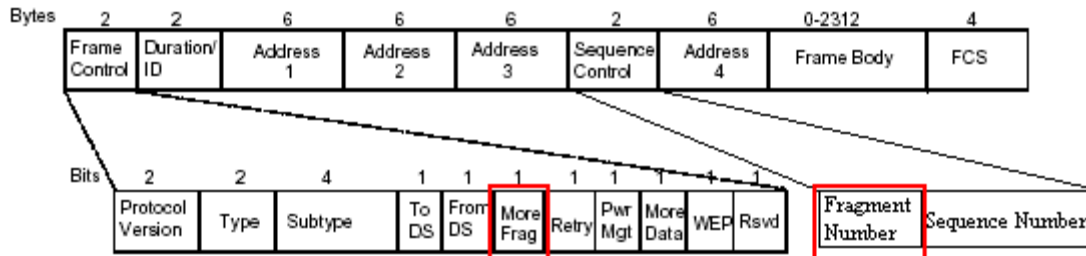 Bytes 2 2 6 6 6 2 6 0-2312 4
Frame Duration/ Address Address Address Sequence Address Frame Body FCS
Control ID 1 2 3 Control 4
Bits 2 2 4 1 1 1 1 1 1 1 1
Protocol Type Subtype To From More Retry Pwr More WEP Rsvd Fragment Sequence Number
Version DS DS Frag Mgt Data Number